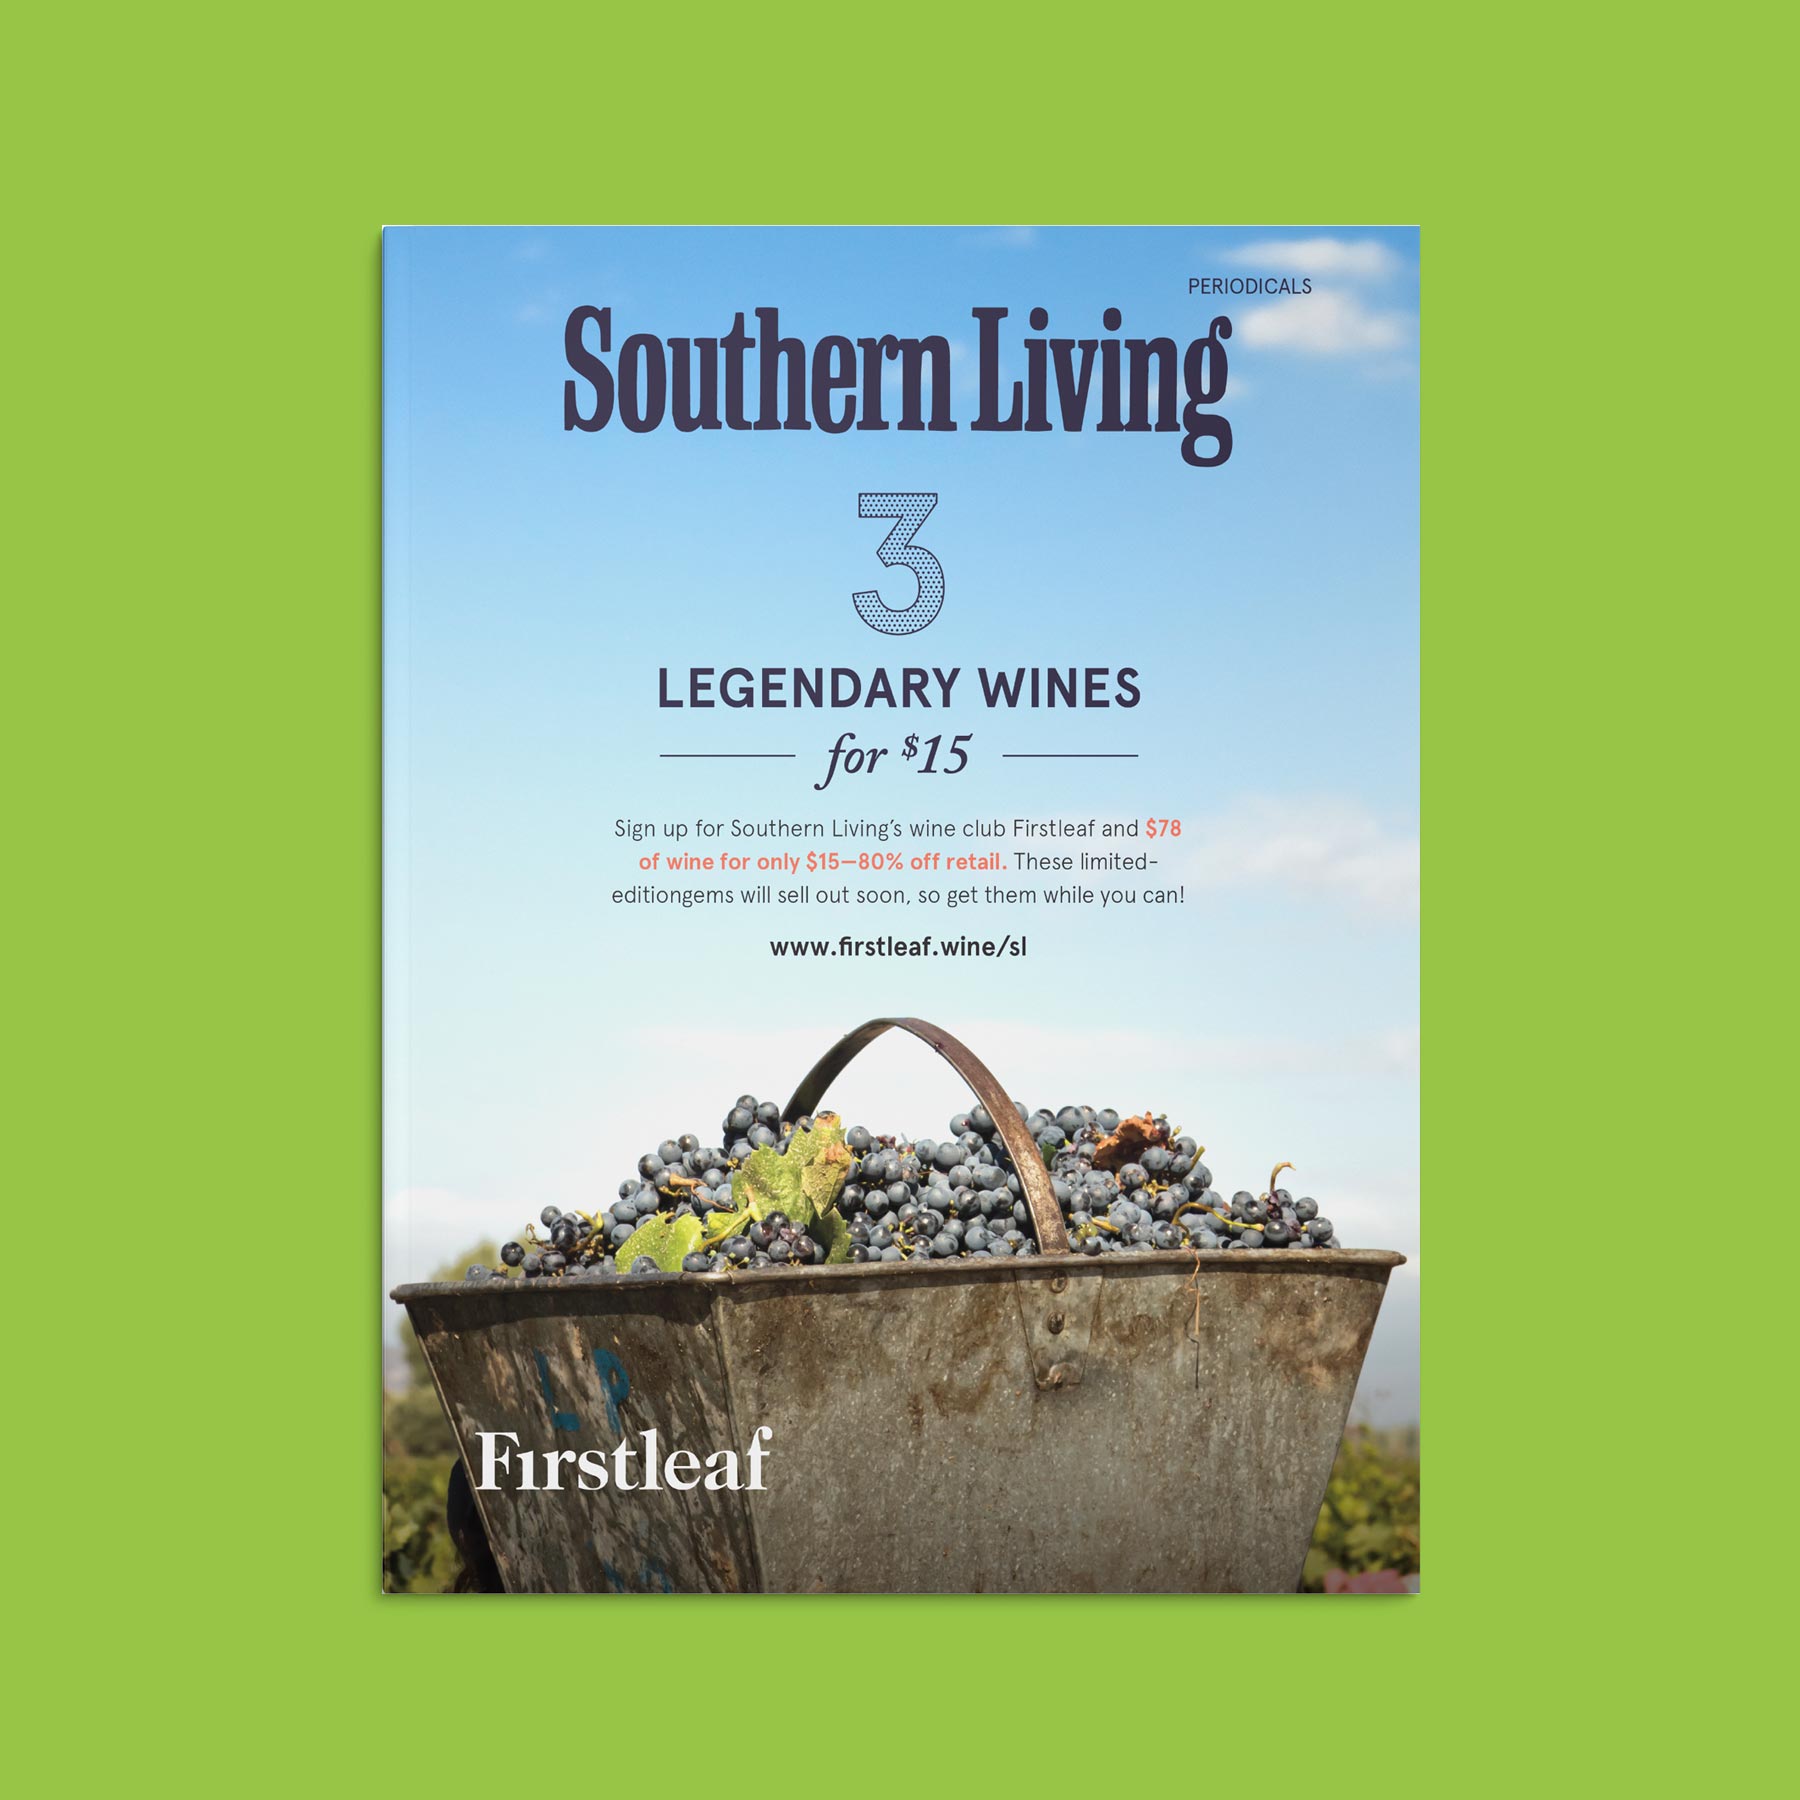 PERIODICALS
Southern Living
3
LEGENDARY WINES
for $15
Sign up for Southern Living's wine club Firstleaf and $78
of wine for only $15—80% off retail. These limited-
editiongems will sell out soon, so get them while you can!
www.firstleaf.wine/sl
LP
Firstleaf